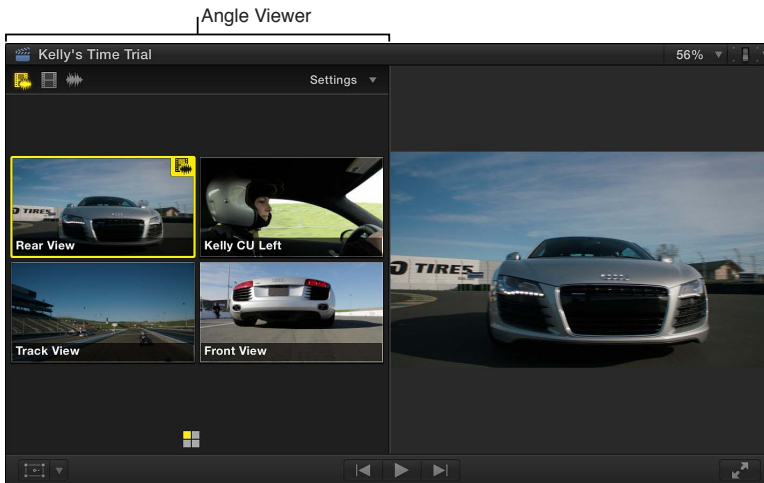 Angle Viewer
Kelly's Time Trial
56%
Settings
TIRES
Rear View
Kelly CU Left
Track View
Front View
TIRES